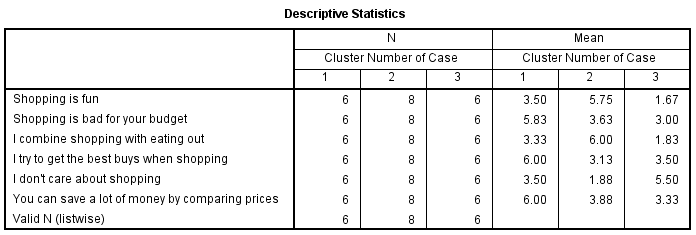 Descriptive Statistics
N Mean
Cluster Number of Case Cluster Number of Case
1 2 3 1 2 3
Shopping is fun 6 8 6 3.50 5.75 1.67
Shopping is bad for your budget 6 8 6 5.83 3.63 3.00
I combine shopping with eating out 6 8 6 3.33 6.00 1.83
I try to get the best buys when shopping 6 8 6 6.00 3.13 3.50
I don't care about shopping 6 8 6 3.50 1.88 5.50
You can save a lot of money by comparing prices 6 8 6 6.00 3.88 3.33
Valid N (listwise) 6 8 6